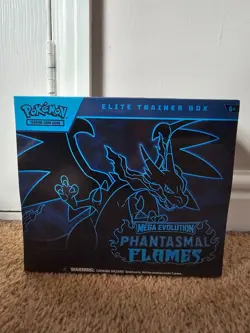 POKÉMON
TRADING CARD GAME
ELITE TRAINER BOX
MEGA EVOLUTION
PHANTASMAL
FLAMES
WARNING: